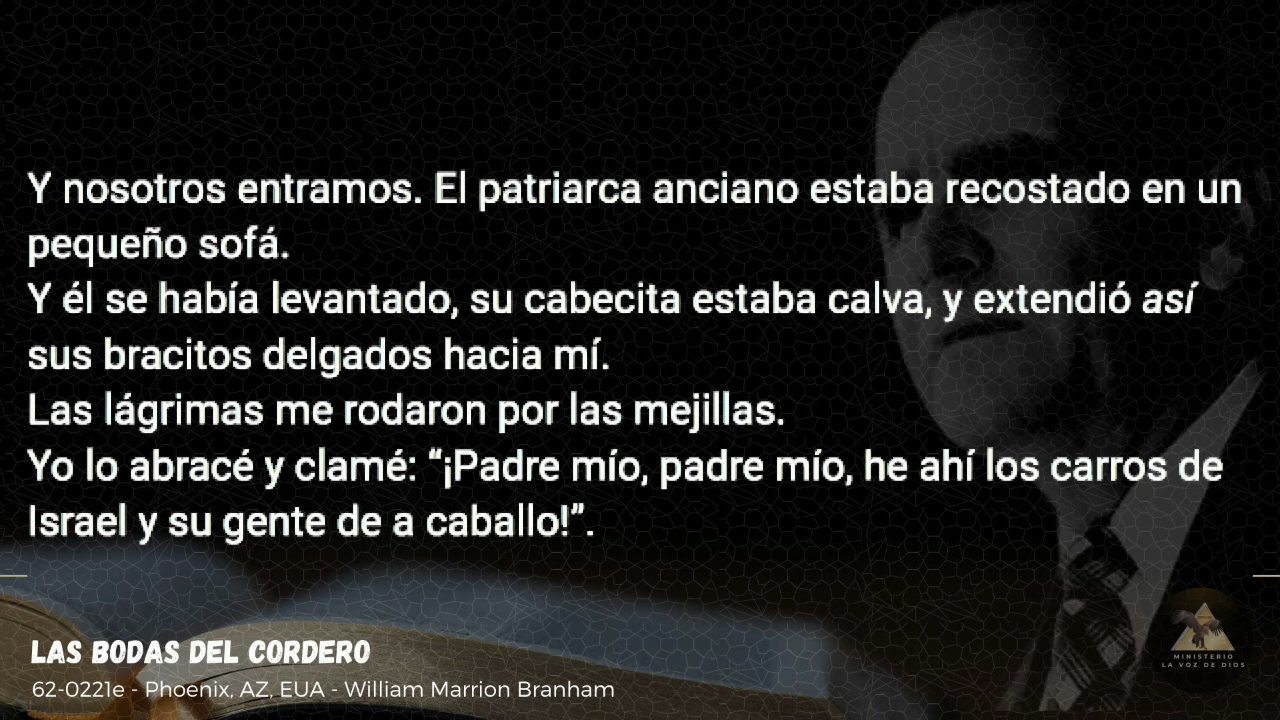 Y nosotros entramos. El patriarca anciano estaba recostado en un
pequeño sofá.
Y él se había levantado, su cabecita estaba calva, y extendió así
sus bracitos delgados hacia mí.
Las lágrimas me rodaron por las mejillas.
Yo lo abracé y clamé: “¡Padre mío, padre mío, he ahí los carros de
Israel y su gente de a caballo!”.
LAS BODAS DEL CORDERO
62-0221e - Phoenix, AZ, EUA - William Marrion Branham
MINISTERIO
LA VOZ DE DIOS